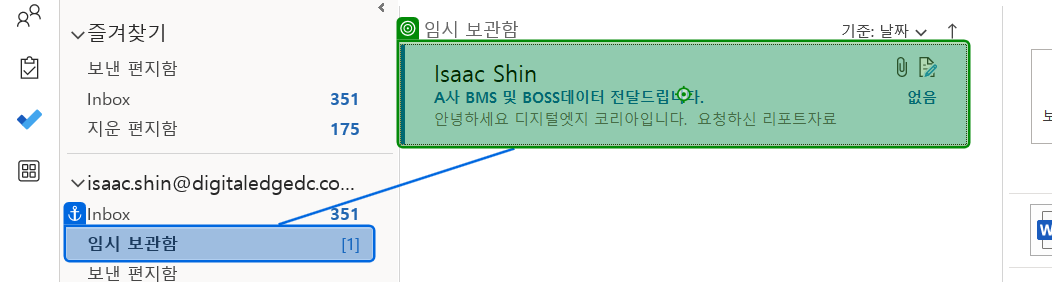 즐겨찾기
보낸 편지함
Inbox 351
지운 편지함 175
isaac.shin@digitaledgedc.co...
Inbox 351
임시 보관함 [1]
보낸 편지함
임시 보관함 기준: 날짜
Isaac Shin
A사 BMS 및 BOSS데이터 전달드립니다. 없음
안녕하세요 디지털엣지 코리아입니다, 요청하신 리포트자료
W